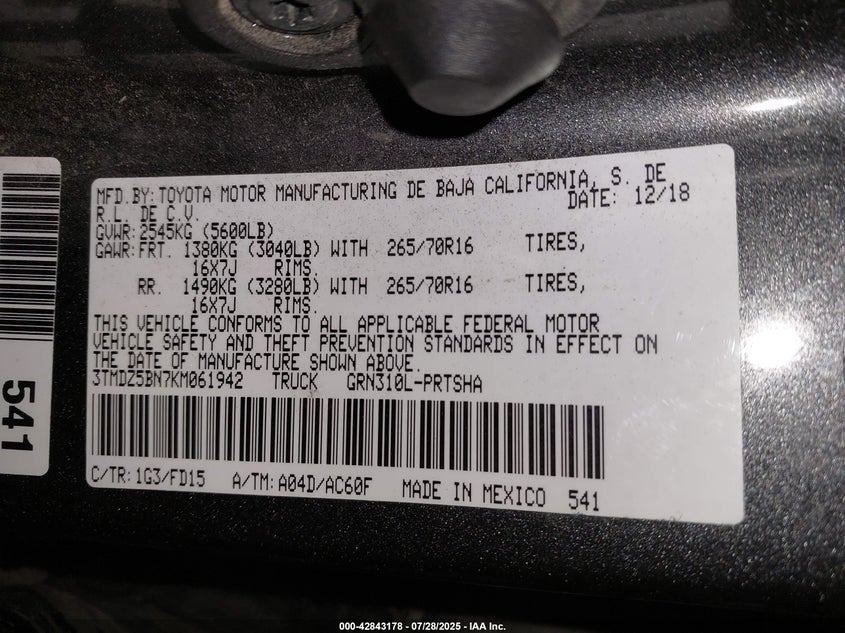 MFD.BY:TOYOTA MOTOR MANUFACTURING DE BAJA CALIFORNIA, S. DE
R.L. DE C.V. DATE: 12/18
GVWR:2545KG (5600LB)
GAWR:FRT. 1380KG (3040LB) WITH 265/70R16 TIRES,
16X7J RIMS.
RR. 1490KG (3280LB) WITH 265/70R16 TIRES,
16X7J RIMS.
THIS VEHICLE CONFORMS TO ALL APPLICABLE FEDERAL MOTOR
VEHICLE SAFETY AND THEFT PREVENTION STANDARDS IN EFFECT ON
THE DATE OF MANUFACTURE SHOWN ABOVE.
3TMDZ5BN7KM061942 TRUCK GRN310L-PRTSHA
C/TR:1G3/FD15 A/TM:A04D/AC60F MADE IN MEXICO 541
541
000-42843178 - 07/28/2025 - IAA Inc.